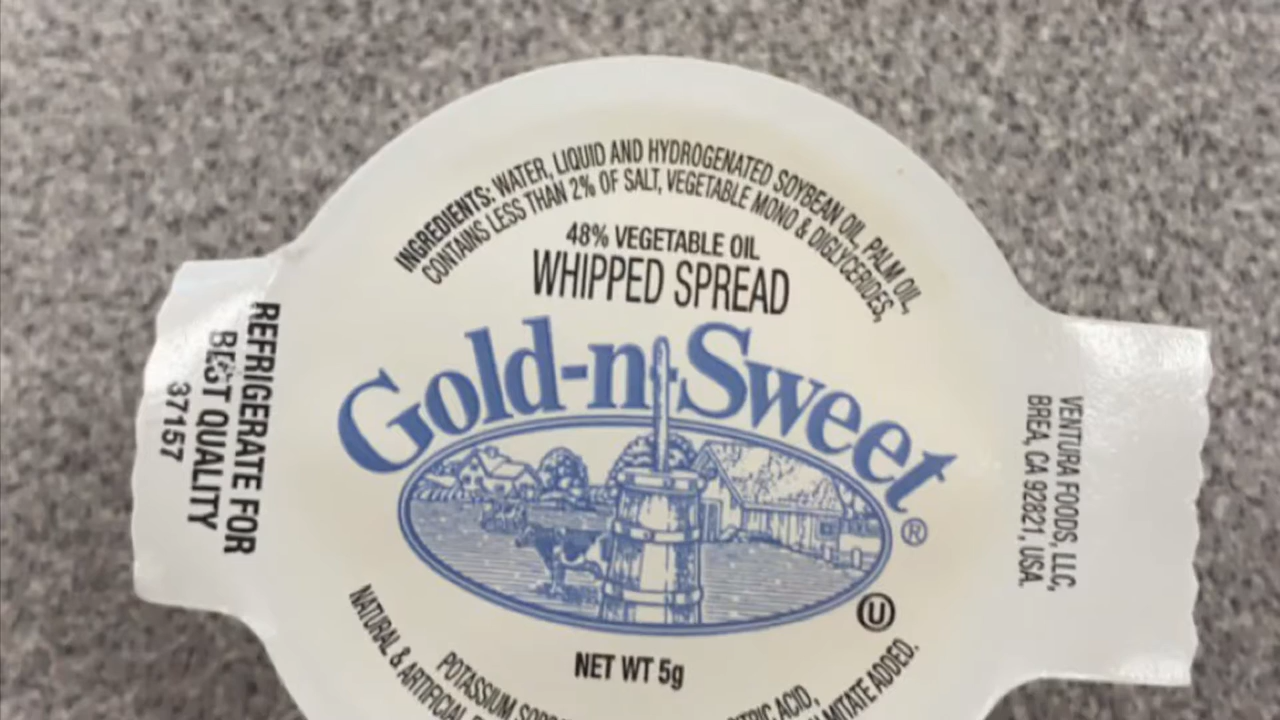 INGREDIENTS: WATER, LIQUID AND HYDROGENATED SOYBEAN OIL, PALM OIL,
CONTAINS LESS THAN 2% OF SALT, VEGETABLE MONO & DIGLYCERIDES,
48% VEGETABLE OIL
WHIPPED SPREAD
Gold-n-Sweet®
REFRIGERATE FOR
BEST QUALITY
37157
VENTURA FOODS, LLC,
BREA, CA 92821, USA.
U
NET WT 5g
POTASSIUM ACID,
NATURAL & ARTIFICIAL ADDED.